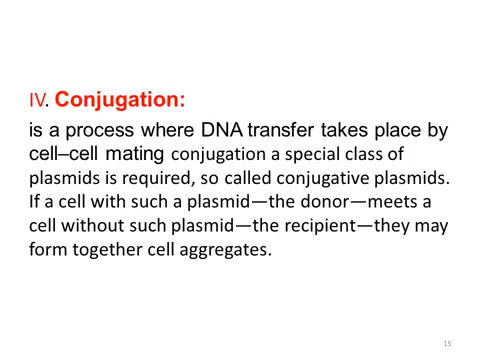 IV. Conjugation:
is a process where DNA transfer takes place by
cell–cell mating conjugation a special class of
plasmids is required, so called conjugative plasmids.
If a cell with such a plasmid—the donor—meets a
cell without such plasmid—the recipient—they may
form together cell aggregates.
15